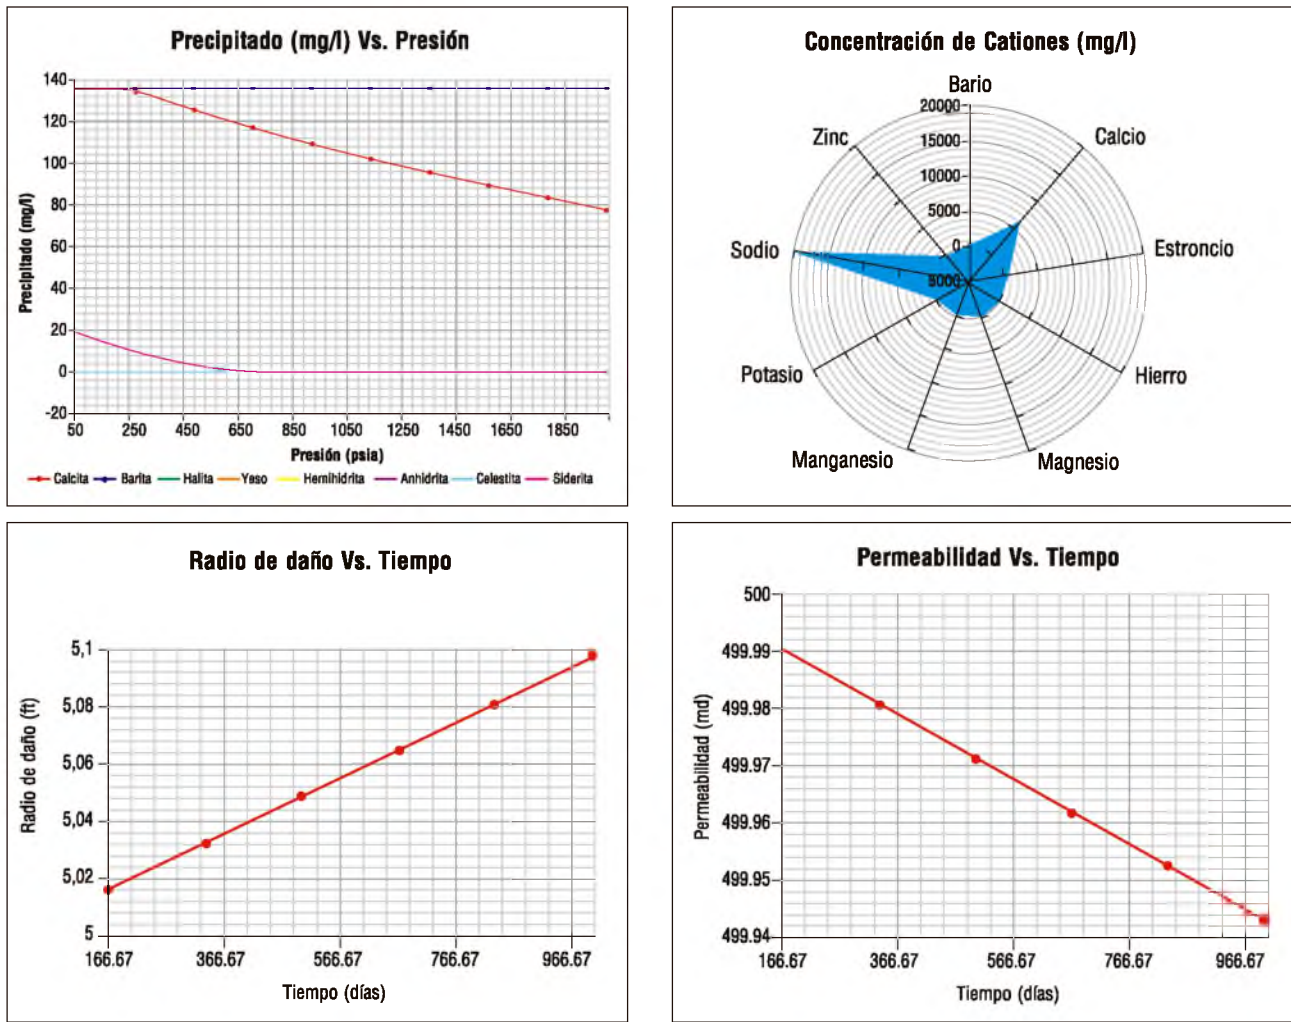 Precipitado (mg/l) Vs. Presión
Precipitado (mg/l)
140
120
100
80
60
40
20
0
-20
50 250 450 650 850 1050 1250 1450 1650 1850
Presión (psia)
Calcita Barita Halita Yeso Hemihidrita Anhidrita Celestita Siderita
Concentración de Cationes (mg/l)
Bario
Calcio
Estroncio
Hierro
Magnesio
Manganesio
Potasio
Sodio
Zinc
20000
15000
10000
5000
0
5000
Radio de daño Vs. Tiempo
Radio de daño (ft)
5,1
5,08
5,06
5,04
5,02
5
166.67 366.67 566.67 766.67 966.67
Tiempo (días)
Permeabilidad Vs. Tiempo
Permeabilidad (md)
500
499.99
499.98
499.97
499.96
499.95
499.94
166.67 366.67 566.67 766.67 966.67
Tiempo (días)